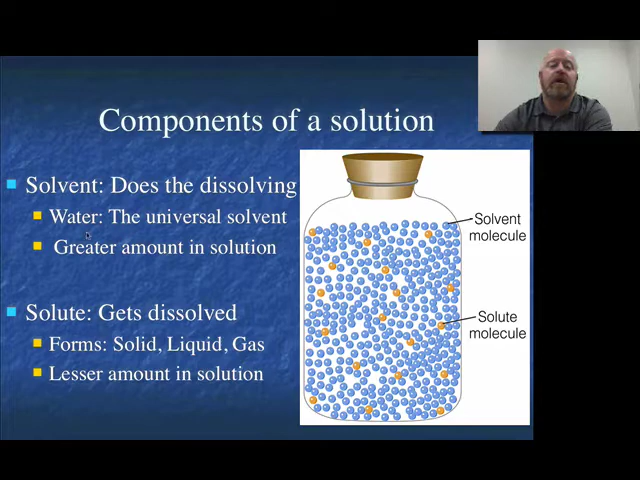 Components of a solution
Solvent: Does the dissolving
Water: The universal solvent
Greater amount in solution
Solute: Gets dissolved
Forms: Solid, Liquid, Gas
Lesser amount in solution
Solvent
molecule
Solute
molecule